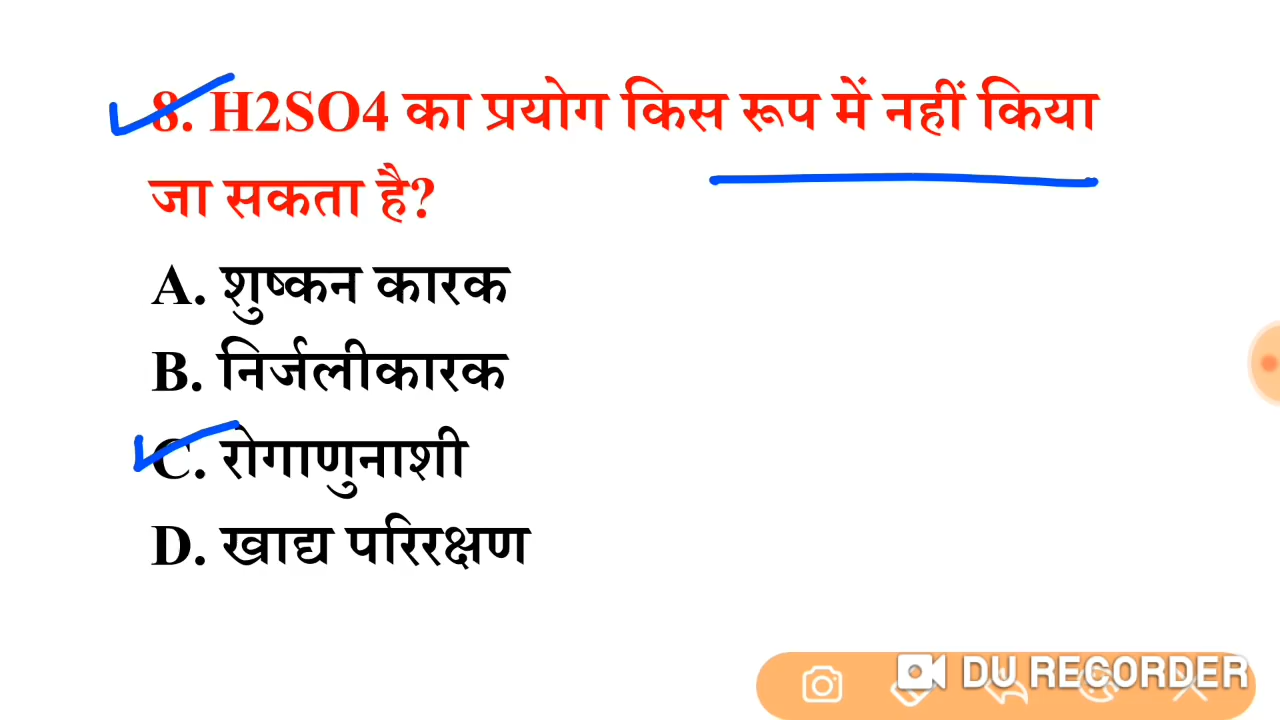 8. H2SO4 का प्रयोग किस रूप में नहीं किया
जा सकता है?
A. शुष्कन कारक
B. निर्जलीकारक
C. रोगाणुनाशी
D. खाद्य परिरक्षण
DU RECORDER